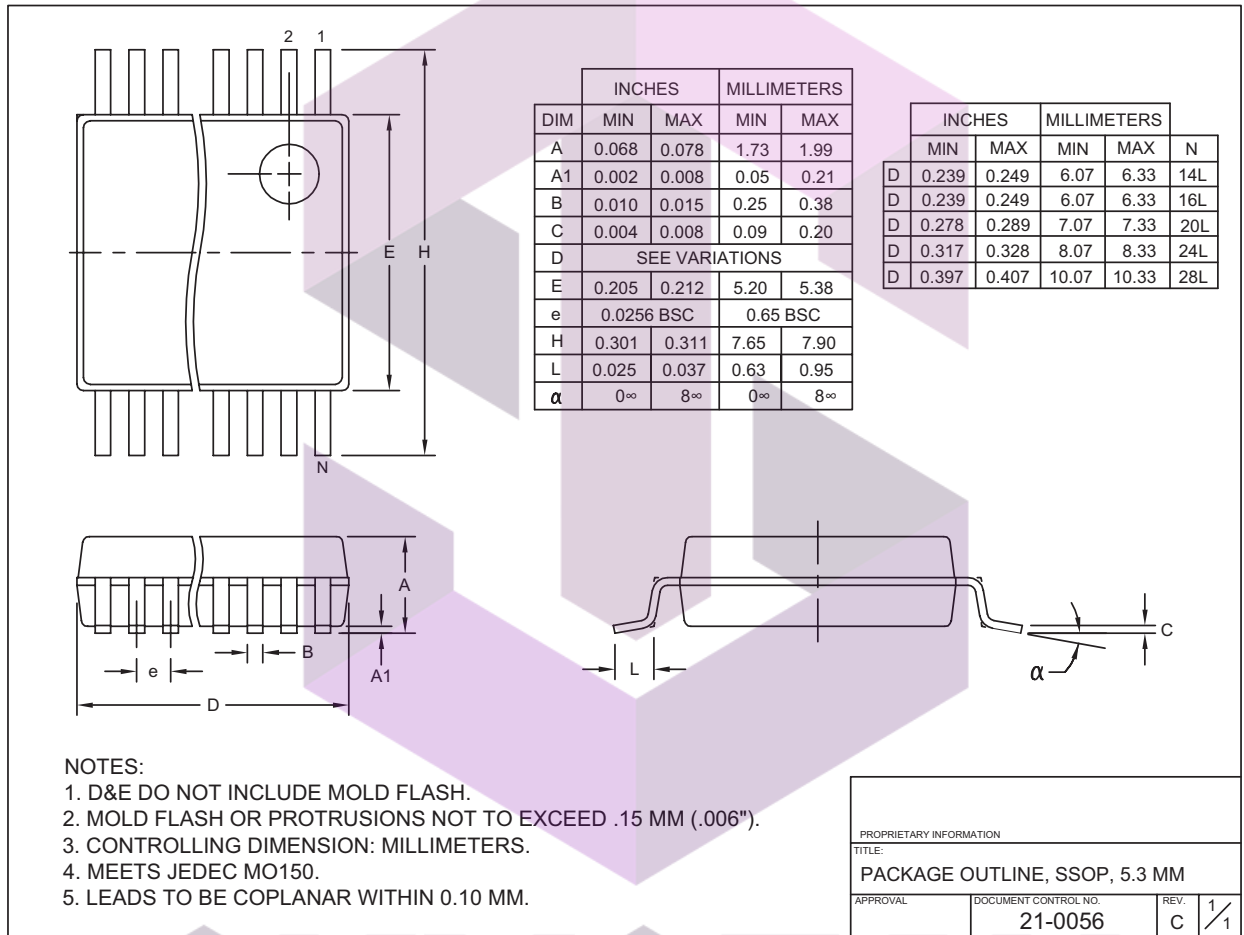 2 1
E H
N
INCHES MILLIMETERS
DIM MIN MAX MIN MAX
A 0.068 0.078 1.73 1.99
A1 0.002 0.008 0.05 0.21
B 0.010 0.015 0.25 0.38
C 0.004 0.008 0.09 0.20
D SEE VARIATIONS
E 0.205 0.212 5.20 5.38
e 0.0256 BSC 0.65 BSC
H 0.301 0.311 7.65 7.90
L 0.025 0.037 0.63 0.95
α 0∞ 8∞ 0∞ 8∞
INCHES MILLIMETERS
MIN MAX MIN MAX N
D 0.239 0.249 6.07 6.33 14L
D 0.239 0.249 6.07 6.33 16L
D 0.278 0.289 7.07 7.33 20L
D 0.317 0.328 8.07 8.33 24L
D 0.397 0.407 10.07 10.33 28L
A
e B A1
D
L α C
NOTES:
1. D&E DO NOT INCLUDE MOLD FLASH.
2. MOLD FLASH OR PROTRUSIONS NOT TO EXCEED .15 MM (.006").
3. CONTROLLING DIMENSION: MILLIMETERS.
4. MEETS JEDEC MO150.
5. LEADS TO BE COPLANAR WITHIN 0.10 MM.
PROPRIETARY INFORMATION
TITLE:
PACKAGE OUTLINE, SSOP, 5.3 MM
APPROVAL DOCUMENT CONTROL NO. REV.
21-0056 C 1/1